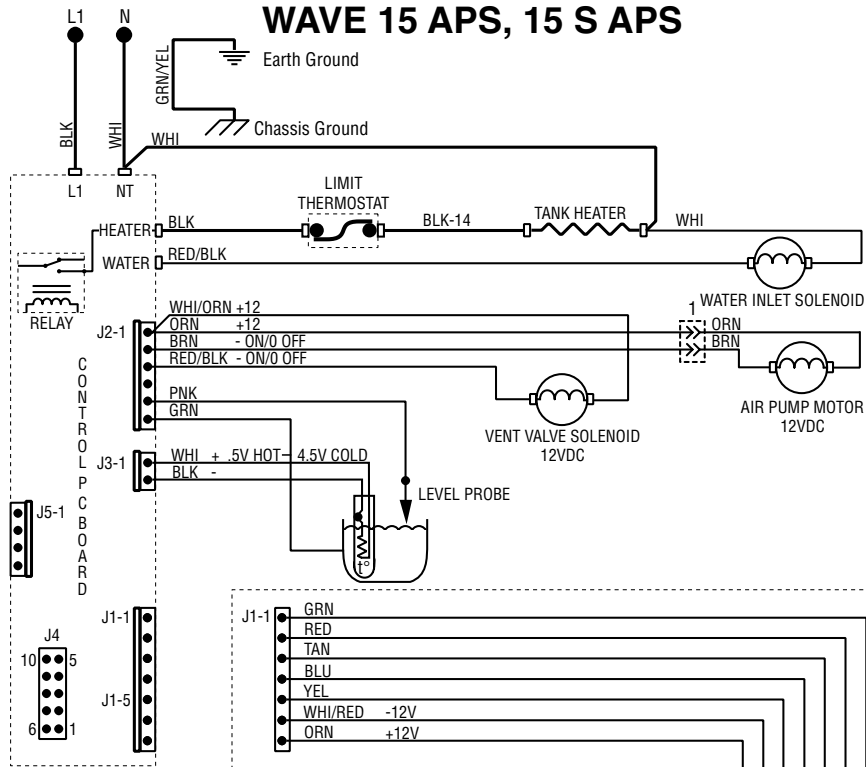 WAVE 15 APS, 15 S APS
L1 N
GRN/YEL
Earth Ground
Chassis Ground
BLK
WHI
WHI
L1 NT
LIMIT
THERMOSTAT
HEATER BLK
BLK-14
TANK HEATER
WHI
WATER RED/BLK
WATER INLET SOLENOID
RELAY
J2-1
WHI/ORN +12
ORN +12
BRN - ON/0 OFF
RED/BLK - ON/0 OFF
PNK
GRN
1
ORN
BRN
AIR PUMP MOTOR
12VDC
VENT VALVE SOLENOID
12VDC
CONTROL PC BOARD
J3-1
WHI + .5V HOT- 4.5V COLD
BLK -
LEVEL PROBE
t°
J5-1
J1-1
J1-5
J4
10 5
6 1
J1-1
GRN
RED
TAN
BLU
YEL
WHI/RED -12V
ORN +12V